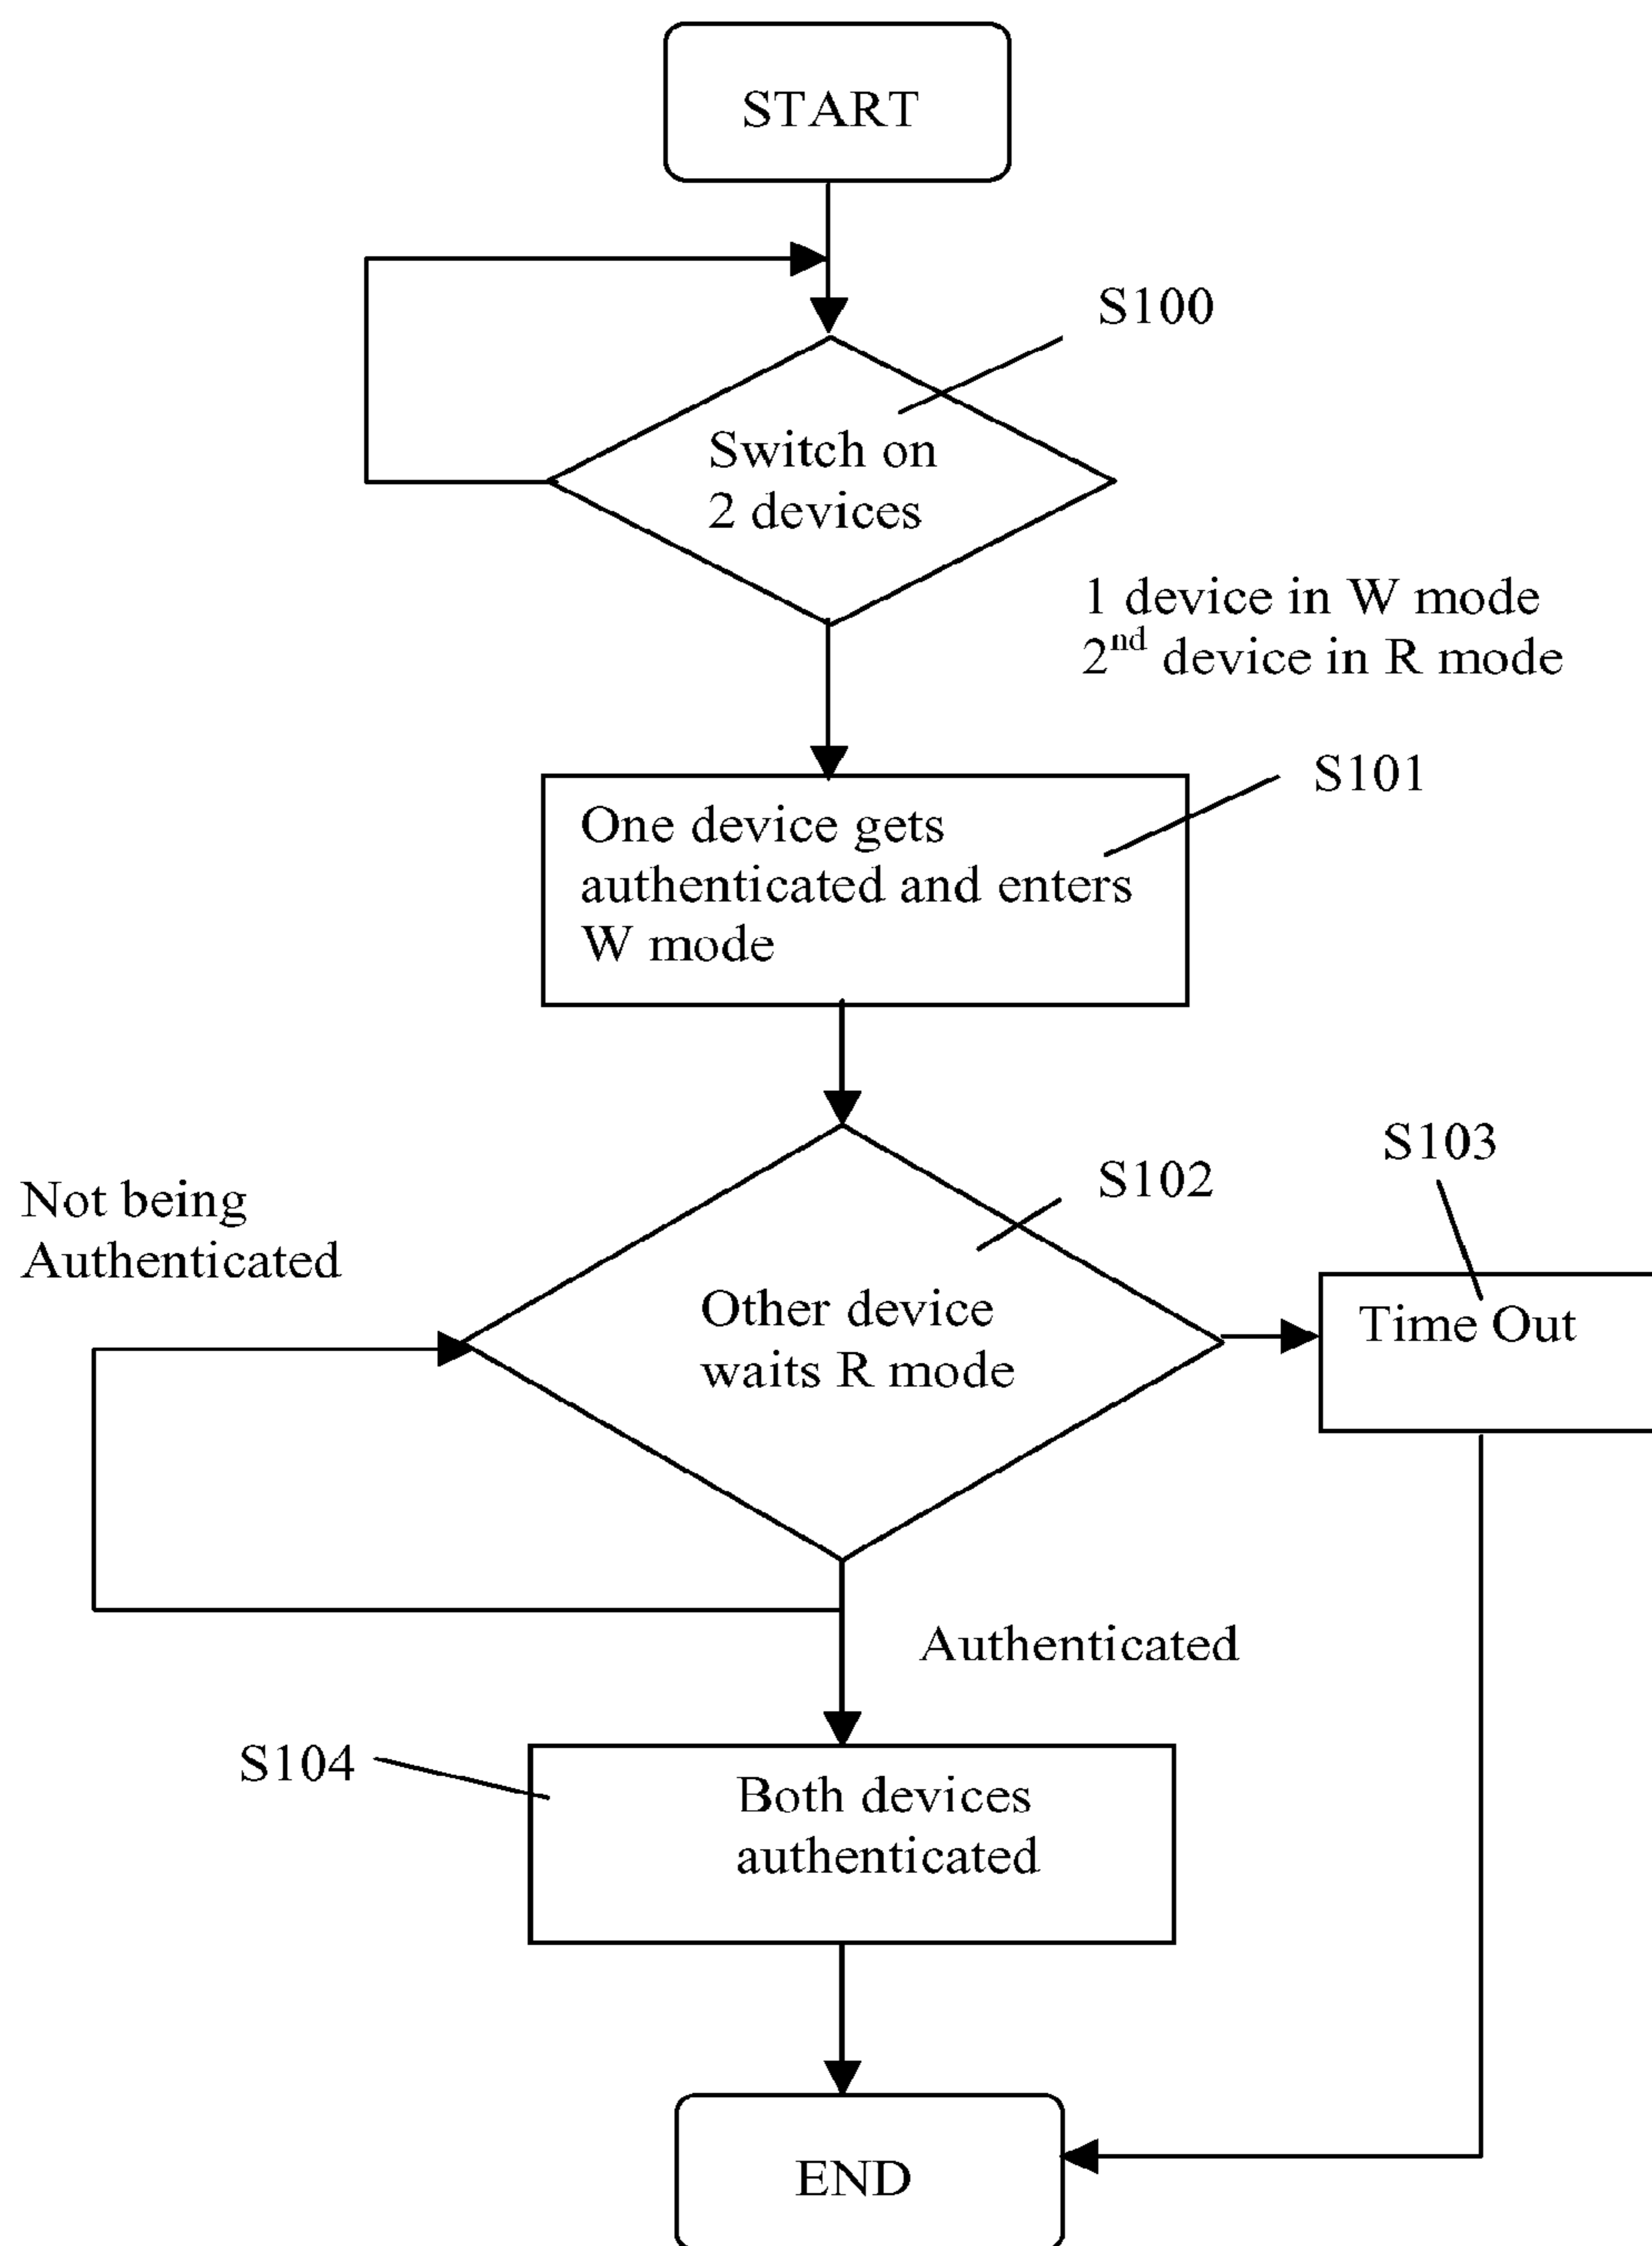 START
S100
Switch on
2 devices
1 device in W mode
2nd device in R mode
S101
One device gets
authenticated and enters
W mode
S103
S102
Not being
Authenticated
Other device
waits R mode
Time Out
Authenticated
S104
Both devices
authenticated
END